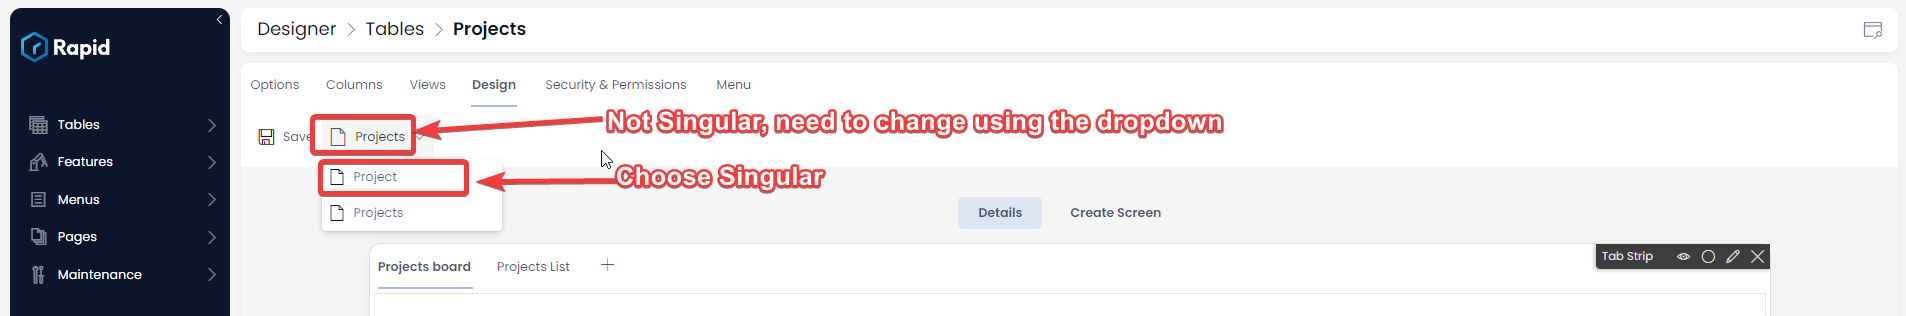 Rapid
Designer > Tables > Projects
Options Columns Views Design Security & Permissions Menu
Tables
Features
Menus
Pages
Maintenance
Save Projects
Not Singular, need to change using the dropdown
Project
Choose Singular
Projects
Details Create Screen
Projects board Projects List +
Tab Strip